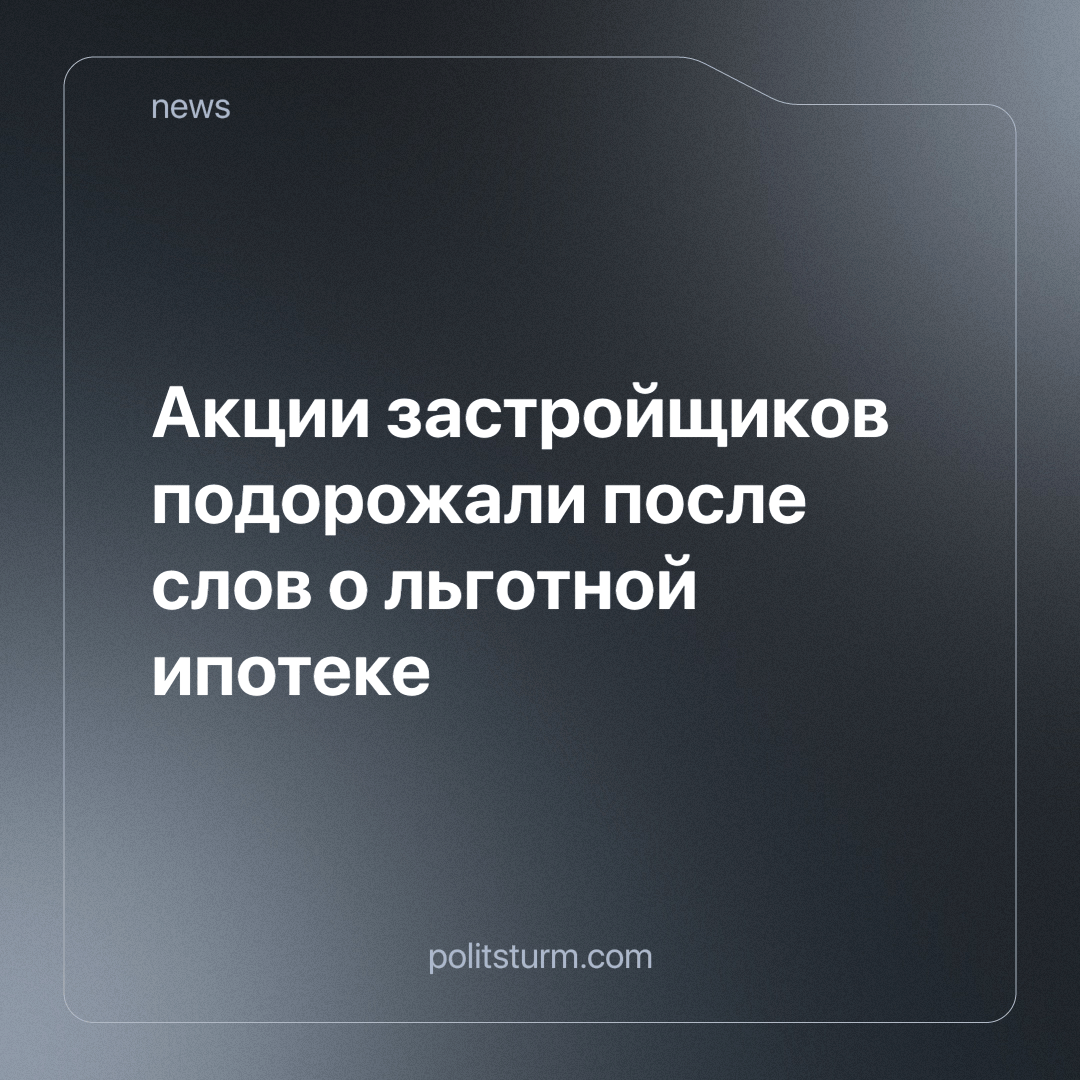 news
Акции застройщиков
подорожали после
слов о льготной
ипотеке
politsturm.com